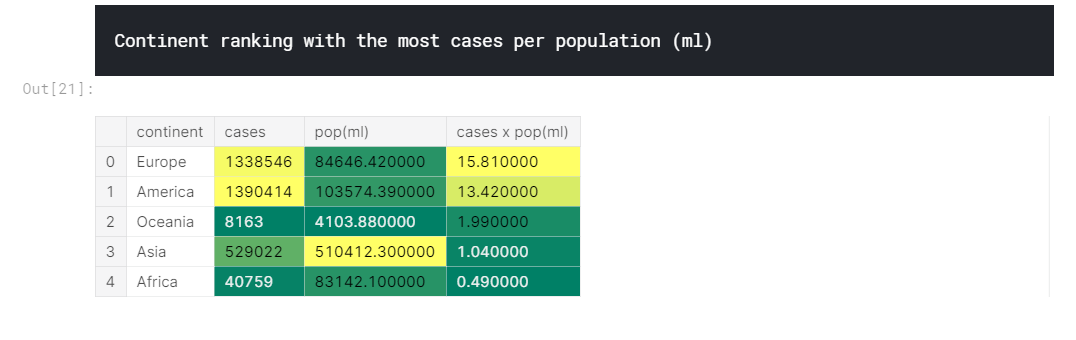 Continent ranking with the most cases per population (ml)
Out[21]:
continent cases pop(ml) cases x pop(ml)
0 Europe 1338546 84646.420000 15.810000
1 America 1390414 103574.390000 13.420000
2 Oceania 8163 4103.880000 1.990000
3 Asia 529022 510412.300000 1.040000
4 Africa 40759 83142.100000 0.490000